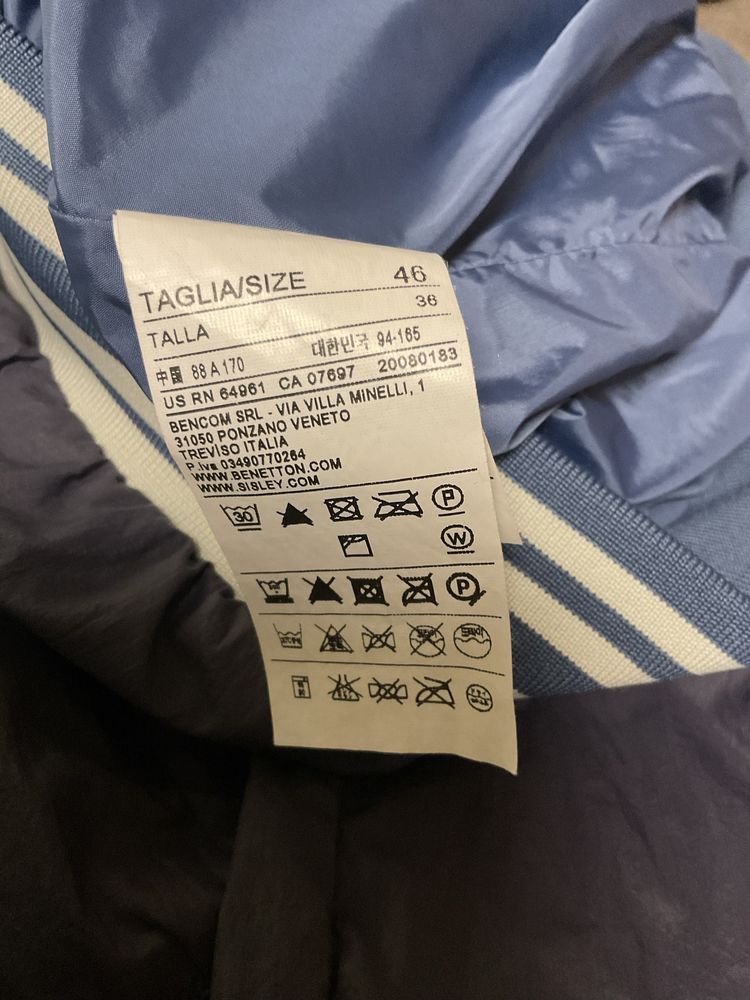 TAGLIA/SIZE 46
TALLA 36
中國 88 A 170 대한민국 94-165
US RN 64961 CA 07697 20080183
BENCOM SRL - VIA VILLA MINELLI, 1
31050 PONZANO VENETO
TREVISO ITALIA
P.Iva 03490770264
WWW.BENETTON.COM
WWW.SISLEY.COM
30 P
W
P